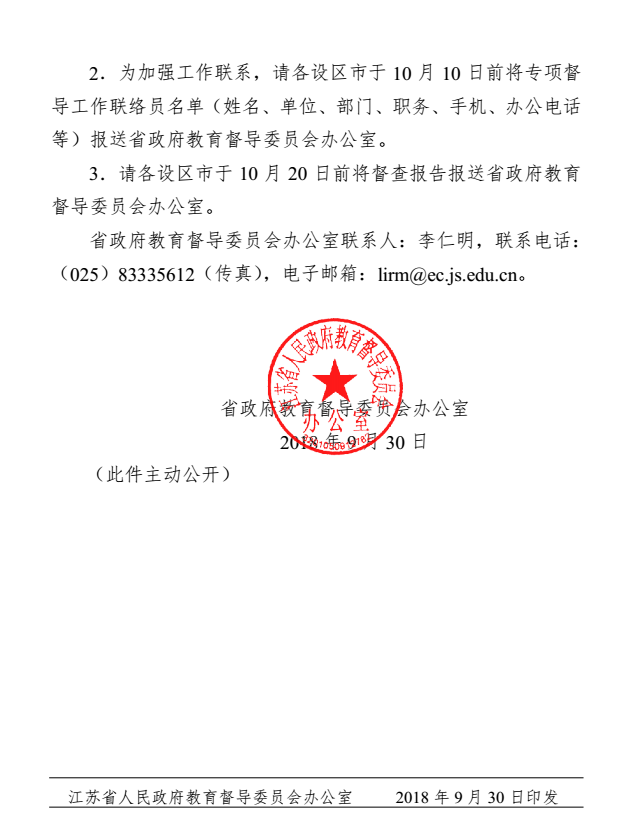 2．为加强工作联系，请各设区市于 10 月 10 日前将专项督
导工作联络员名单（姓名、单位、部门、职务、手机、办公电话
等）报送省政府教育督导委员会办公室。
3．请各设区市于 10 月 20 日前将督查报告报送省政府教育
督导委员会办公室。
省政府教育督导委员会办公室联系人：李仁明，联系电话：
（025）83335612（传真），电子邮箱：lirm@ec.js.edu.cn。
江苏省人民政府教育督导委员会
省政府教育督导委员会办公室
办公室
2018 年 9 月 30 日
（此件主动公开）
江苏省人民政府教育督导委员会办公室 2018 年 9 月 30 日印发